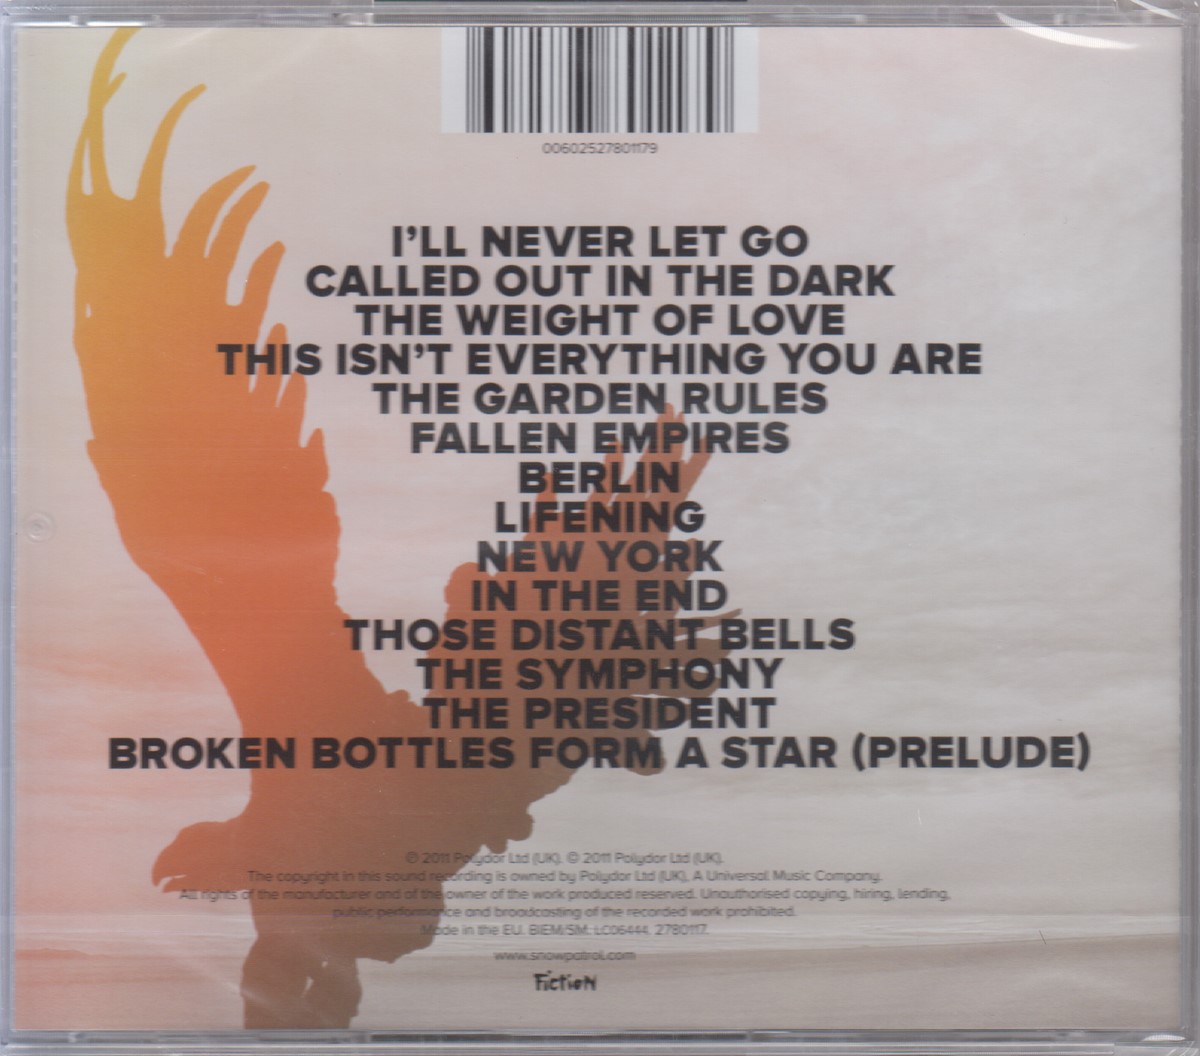 00602527801179
I'LL NEVER LET GO
CALLED OUT IN THE DARK
THE WEIGHT OF LOVE
THIS ISN'T EVERYTHING YOU ARE
THE GARDEN RULES
FALLEN EMPIRES
BERLIN
LIFENING
NEW YORK
IN THE END
THOSE DISTANT BELLS
THE SYMPHONY
THE PRESIDENT
BROKEN BOTTLES FORM A STAR (PRELUDE)
℗ 2011 Polydor Ltd (UK). © 2011 Polydor Ltd (UK).
The copyright in this sound recording is owned by Polydor Ltd (UK), A Universal Music Company.
All rights of the manufacturer and of the owner of the work produced reserved. Unauthorised copying, hiring, lending,
public performance and broadcasting of the recorded work prohibited.
Made in the EU. BIEM/SM. LC06444. 2780117.
www.snowpatrol.com
Fiction